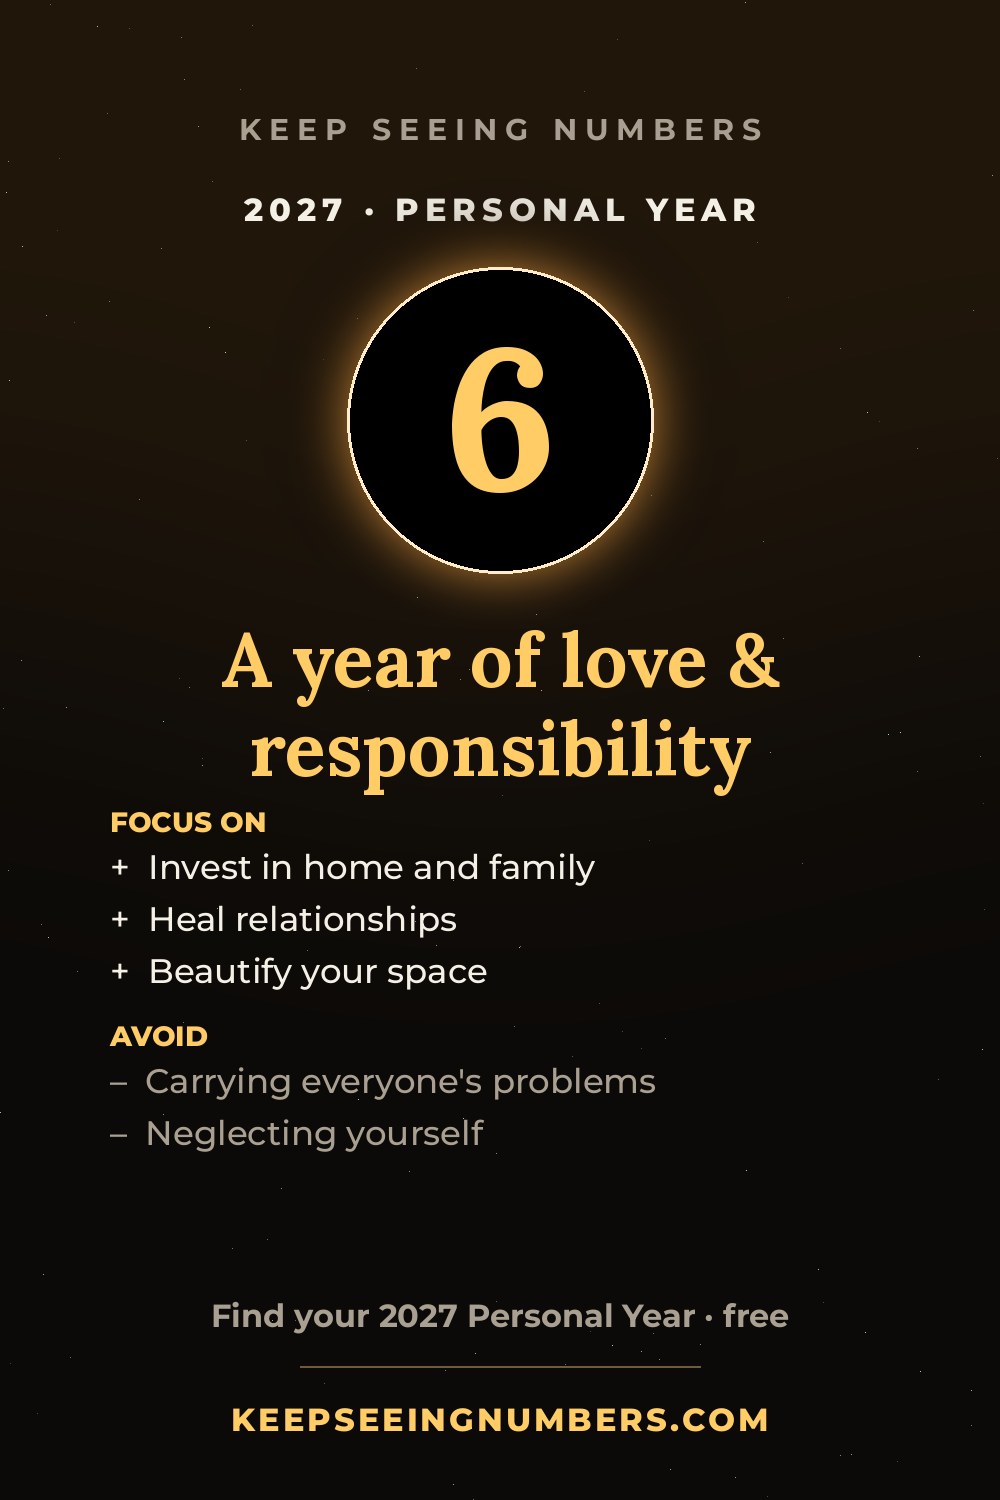 KEEP SEEING NUMBERS
2027 · PERSONAL YEAR
6
A year of love &
responsibility
FOCUS ON
+ Invest in home and family
+ Heal relationships
+ Beautify your space
AVOID
– Carrying everyone's problems
– Neglecting yourself
Find your 2027 Personal Year · free
KEEPSEEINGNUMBERS.COM